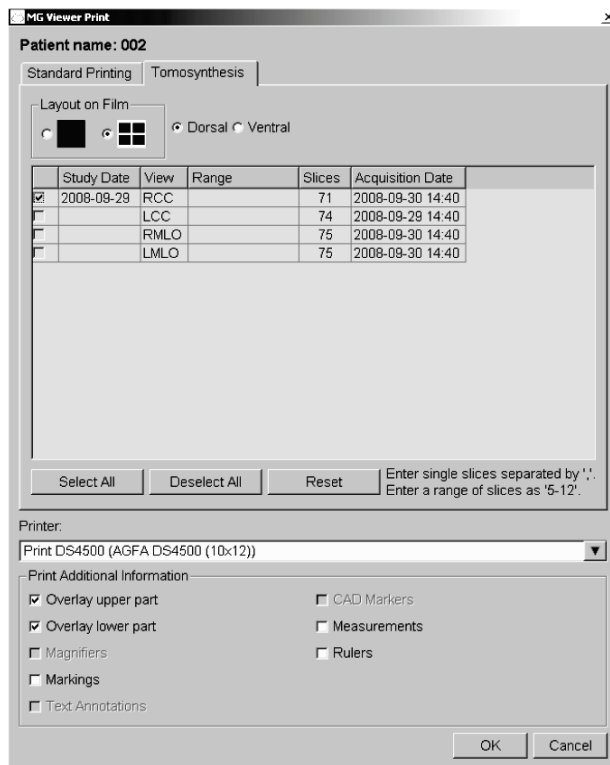 MG Viewer Print
Patient name: 002
Standard Printing Tomosynthesis
Layout on Film
Dorsal Ventral
Study Date View Range Slices Acquisition Date
2008-09-29 RCC 71 2008-09-30 14:40
LCC 74 2008-09-29 14:40
RMLO 75 2008-09-30 14:40
LMLO 75 2008-09-30 14:40
Select All Deselect All Reset Enter single slices separated by ','.
Enter a range of slices as '5-12'.
Printer:
Print DS4500 (AGFA DS4500 (10x12))
Print Additional Information
Overlay upper part CAD Markers
Overlay lower part Measurements
Magnifiers Rulers
Markings
Text Annotations
OK Cancel